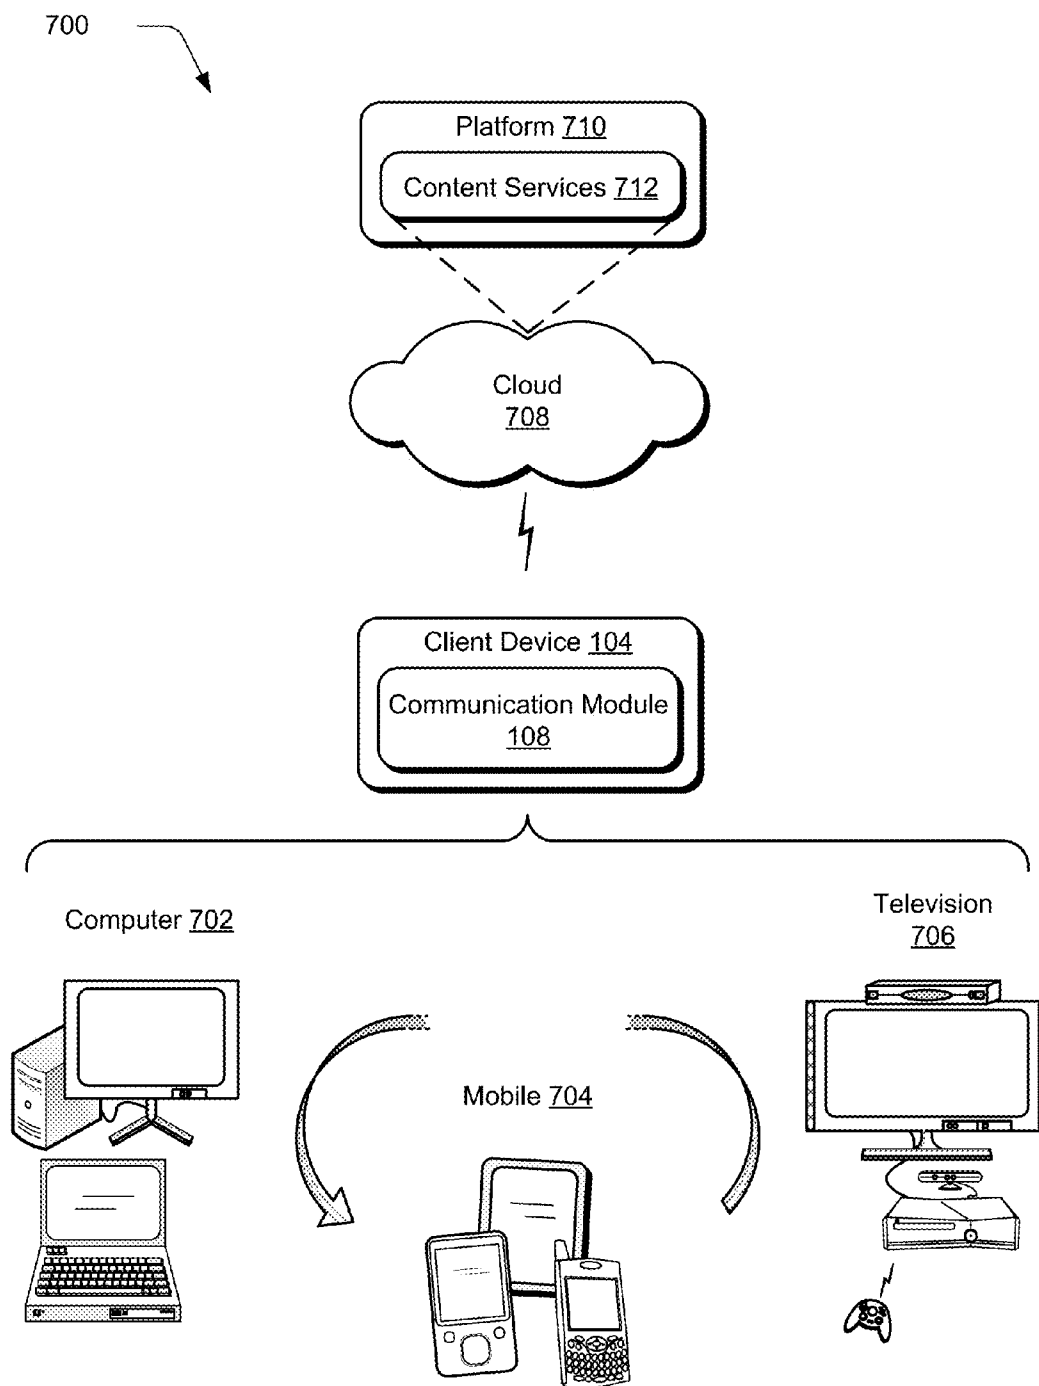 700
Platform 710
Content Services 712
Cloud
708
Client Device 104
Communication Module
108
Computer 702
Television
706
Mobile 704